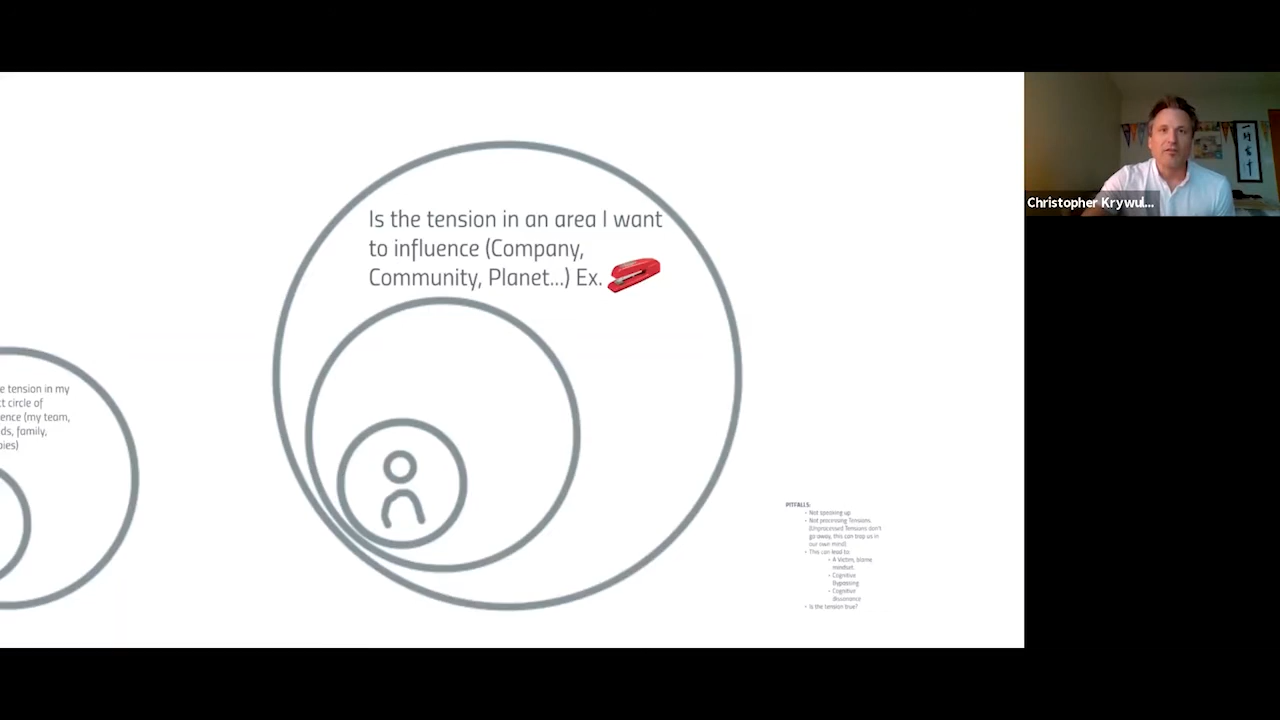 Is the tension in an area I want
to influence (Company,
Community, Planet...) Ex.
e tension in my
ct circle of
ence (my team,
ds, family,
bies)
PITFALLS:
• Not speaking up
• Not processing Tensions
(Unprocessed Tensions don't
go away, this can trap us in
our own mind)
• This can lead to:
• A Victim, blame
mindset.
• Cognitive
Bypassing
• Cognitive
dissonance
• Is the tension true?
Christopher Krywul...